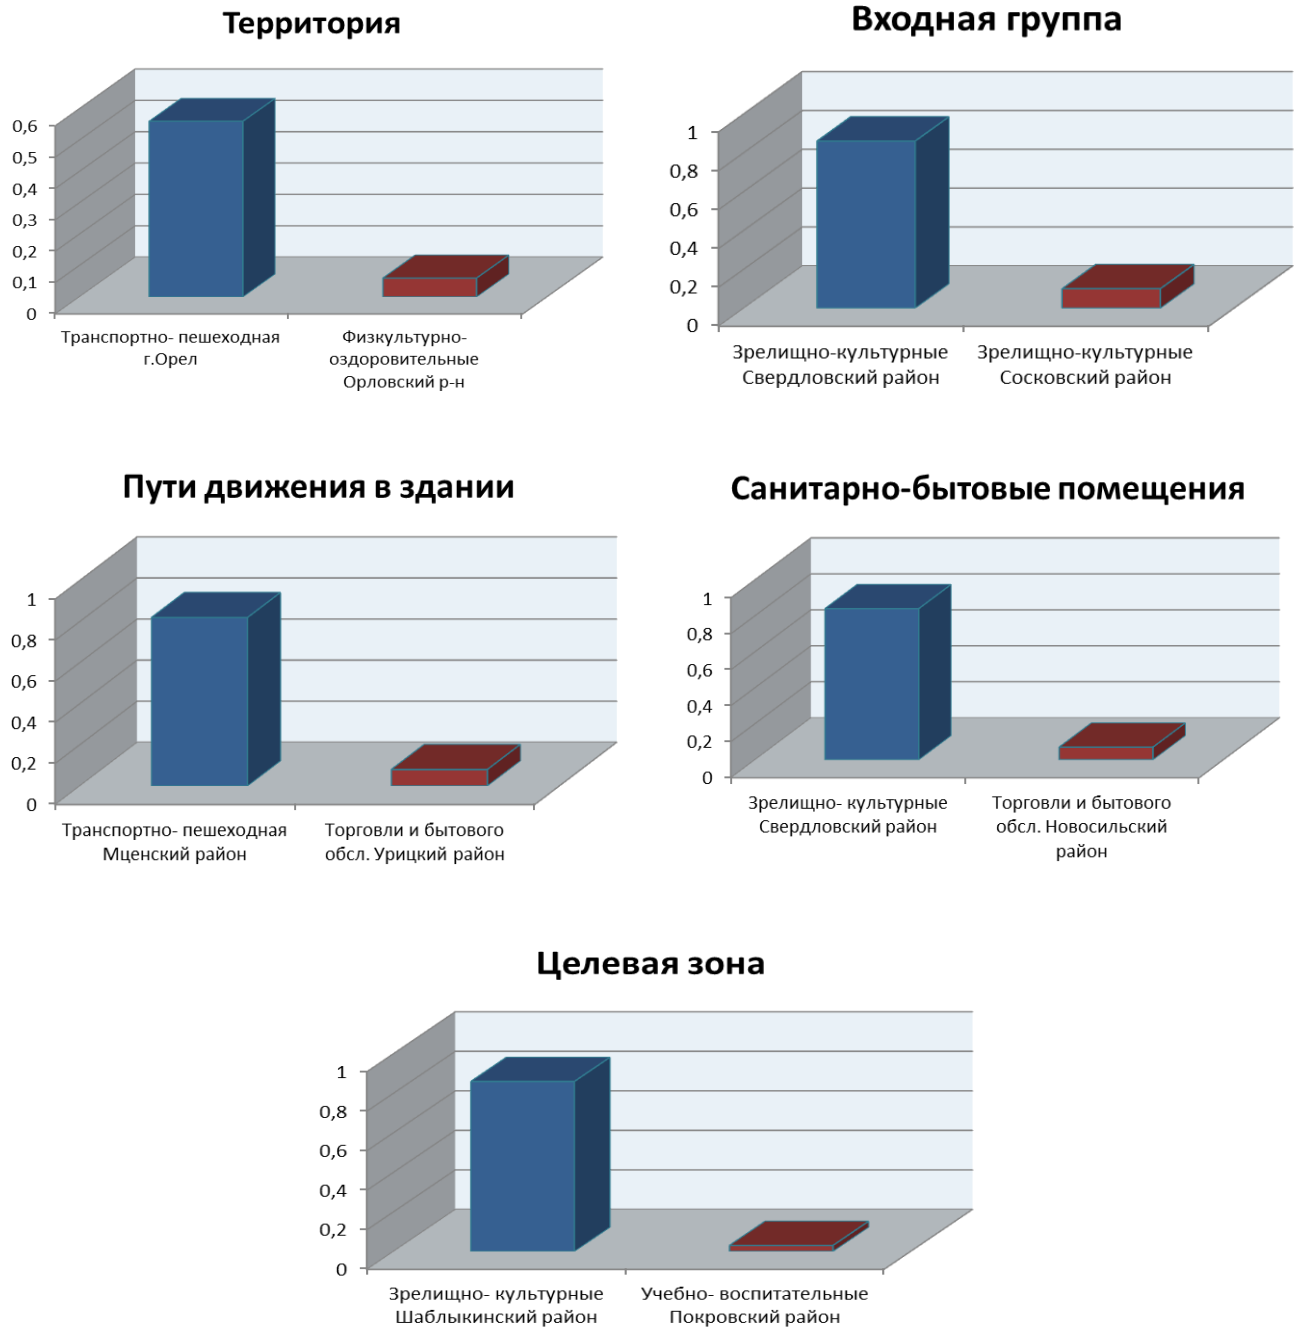 Территория
0,6
0,5
0,4
0,3
0,2
0,1
0
Транспортно- пешеходная
г.Орел
Физкультурно-
оздоровительные
Орловский р-н
Входная группа
1
0,8
0,6
0,4
0,2
0
Зрелищно-культурные
Свердловский район
Зрелищно-культурные
Сосковский район
Пути движения в здании
1
0,8
0,6
0,4
0,2
0
Транспортно- пешеходная
Мценский район
Торговли и бытового
обсл. Урицкий район
Санитарно-бытовые помещения
1
0,8
0,6
0,4
0,2
0
Зрелищно- культурные
Свердловский район
Торговли и бытового
обсл. Новосильский
район
Целевая зона
1
0,8
0,6
0,4
0,2
0
Зрелищно- культурные
Шаблыкинский район
Учебно- воспитательные
Покровский район